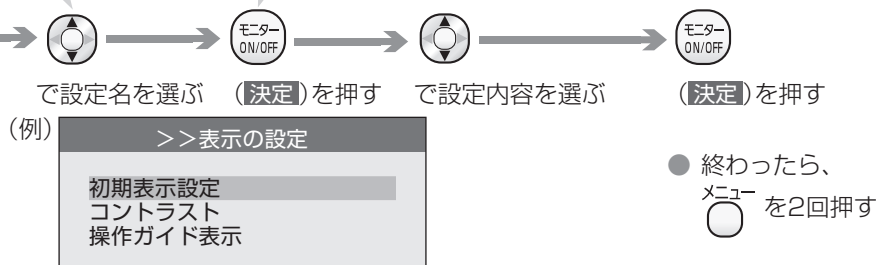 モニター
ON/OFF
モニター
ON/OFF
で設定名を選ぶ (決定)を押す で設定内容を選ぶ (決定)を押す
(例)
>>表示の設定
初期表示設定
コントラスト
操作ガイド表示
● 終わったら、
メニュー
を2回押す